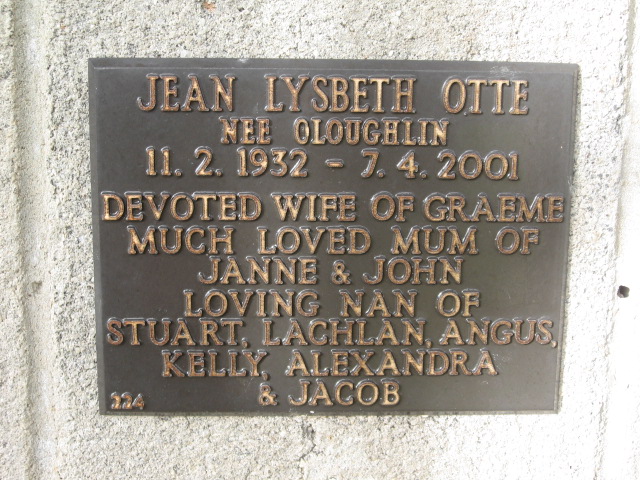 JEAN LYSBETH OTTE
NEE OLOUGHLIN
11. 2. 1932 - 7. 4. 2001
DEVOTED WIFE OF GRAEME
MUCH LOVED MUM OF
JANNE & JOHN
LOVING NAN OF
STUART, LACHLAN, ANGUS,
KELLY, ALEXANDRA
& JACOB
224